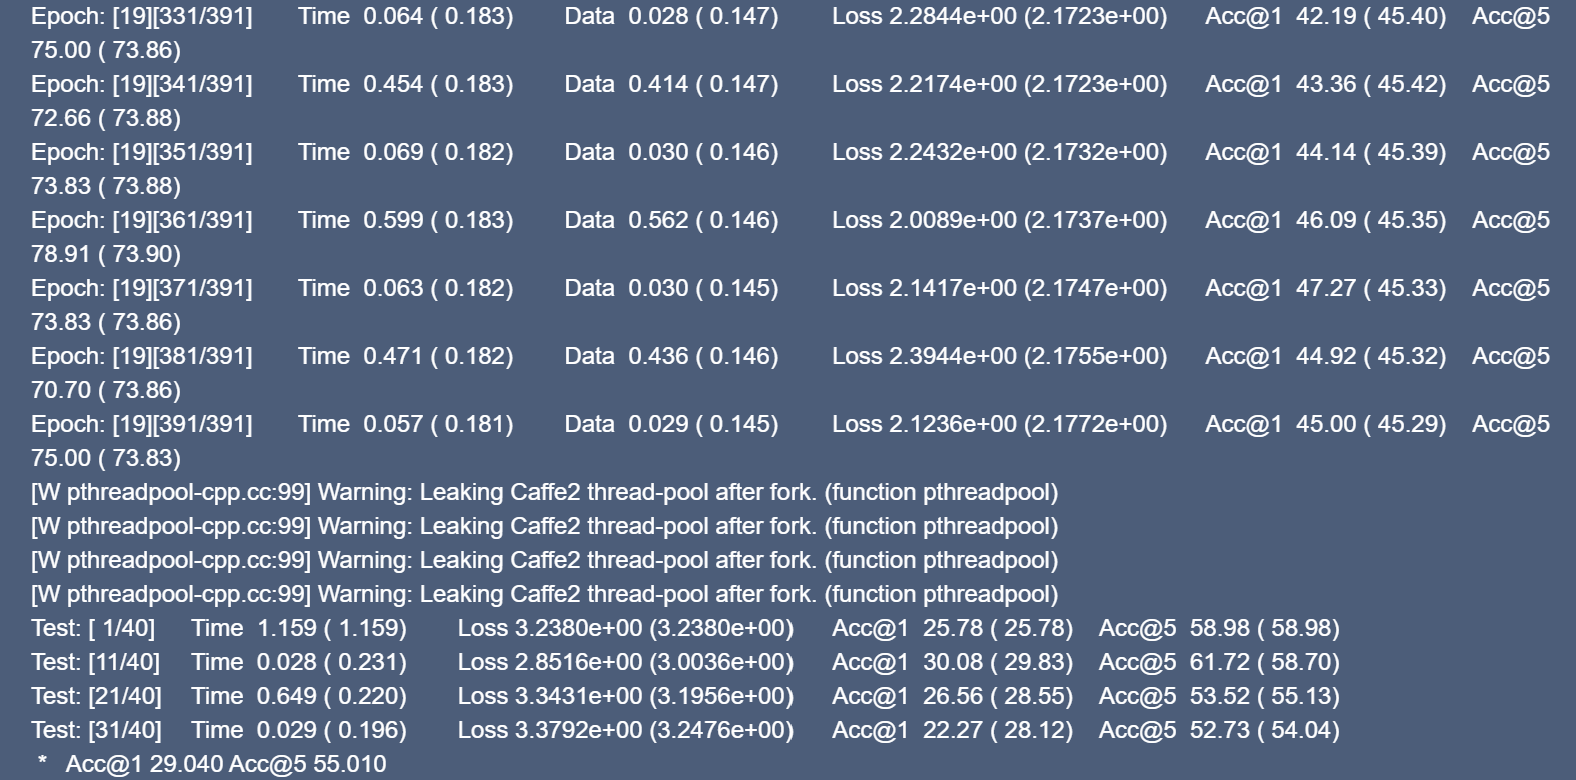 Epoch: [19][331/391] Time 0.064 ( 0.183) Data 0.028 ( 0.147) Loss 2.2844e+00 (2.1723e+00) Acc@1 42.19 ( 45.40) Acc@5
75.00 ( 73.86)
Epoch: [19][341/391] Time 0.454 ( 0.183) Data 0.414 ( 0.147) Loss 2.2174e+00 (2.1723e+00) Acc@1 43.36 ( 45.42) Acc@5
72.66 ( 73.88)
Epoch: [19][351/391] Time 0.069 ( 0.182) Data 0.030 ( 0.146) Loss 2.2432e+00 (2.1732e+00) Acc@1 44.14 ( 45.39) Acc@5
73.83 ( 73.88)
Epoch: [19][361/391] Time 0.599 ( 0.183) Data 0.562 ( 0.146) Loss 2.0089e+00 (2.1737e+00) Acc@1 46.09 ( 45.35) Acc@5
78.91 ( 73.90)
Epoch: [19][371/391] Time 0.063 ( 0.182) Data 0.030 ( 0.145) Loss 2.1417e+00 (2.1747e+00) Acc@1 47.27 ( 45.33) Acc@5
73.83 ( 73.86)
Epoch: [19][381/391] Time 0.471 ( 0.182) Data 0.436 ( 0.146) Loss 2.3944e+00 (2.1755e+00) Acc@1 44.92 ( 45.32) Acc@5
70.70 ( 73.86)
Epoch: [19][391/391] Time 0.057 ( 0.181) Data 0.029 ( 0.145) Loss 2.1236e+00 (2.1772e+00) Acc@1 45.00 ( 45.29) Acc@5
75.00 ( 73.83)
[W pthreadpool-cpp.cc:99] Warning: Leaking Caffe2 thread-pool after fork. (function pthreadpool)
[W pthreadpool-cpp.cc:99] Warning: Leaking Caffe2 thread-pool after fork. (function pthreadpool)
[W pthreadpool-cpp.cc:99] Warning: Leaking Caffe2 thread-pool after fork. (function pthreadpool)
[W pthreadpool-cpp.cc:99] Warning: Leaking Caffe2 thread-pool after fork. (function pthreadpool)
Test: [ 1/40] Time 1.159 ( 1.159) Loss 3.2380e+00 (3.2380e+00) Acc@1 25.78 ( 25.78) Acc@5 58.98 ( 58.98)
Test: [11/40] Time 0.028 ( 0.231) Loss 2.8516e+00 (3.0036e+00) Acc@1 30.08 ( 29.83) Acc@5 61.72 ( 58.70)
Test: [21/40] Time 0.649 ( 0.220) Loss 3.3431e+00 (3.1956e+00) Acc@1 26.56 ( 28.55) Acc@5 53.52 ( 55.13)
Test: [31/40] Time 0.029 ( 0.196) Loss 3.3792e+00 (3.2476e+00) Acc@1 22.27 ( 28.12) Acc@5 52.73 ( 54.04)
* Acc@1 29.040 Acc@5 55.010